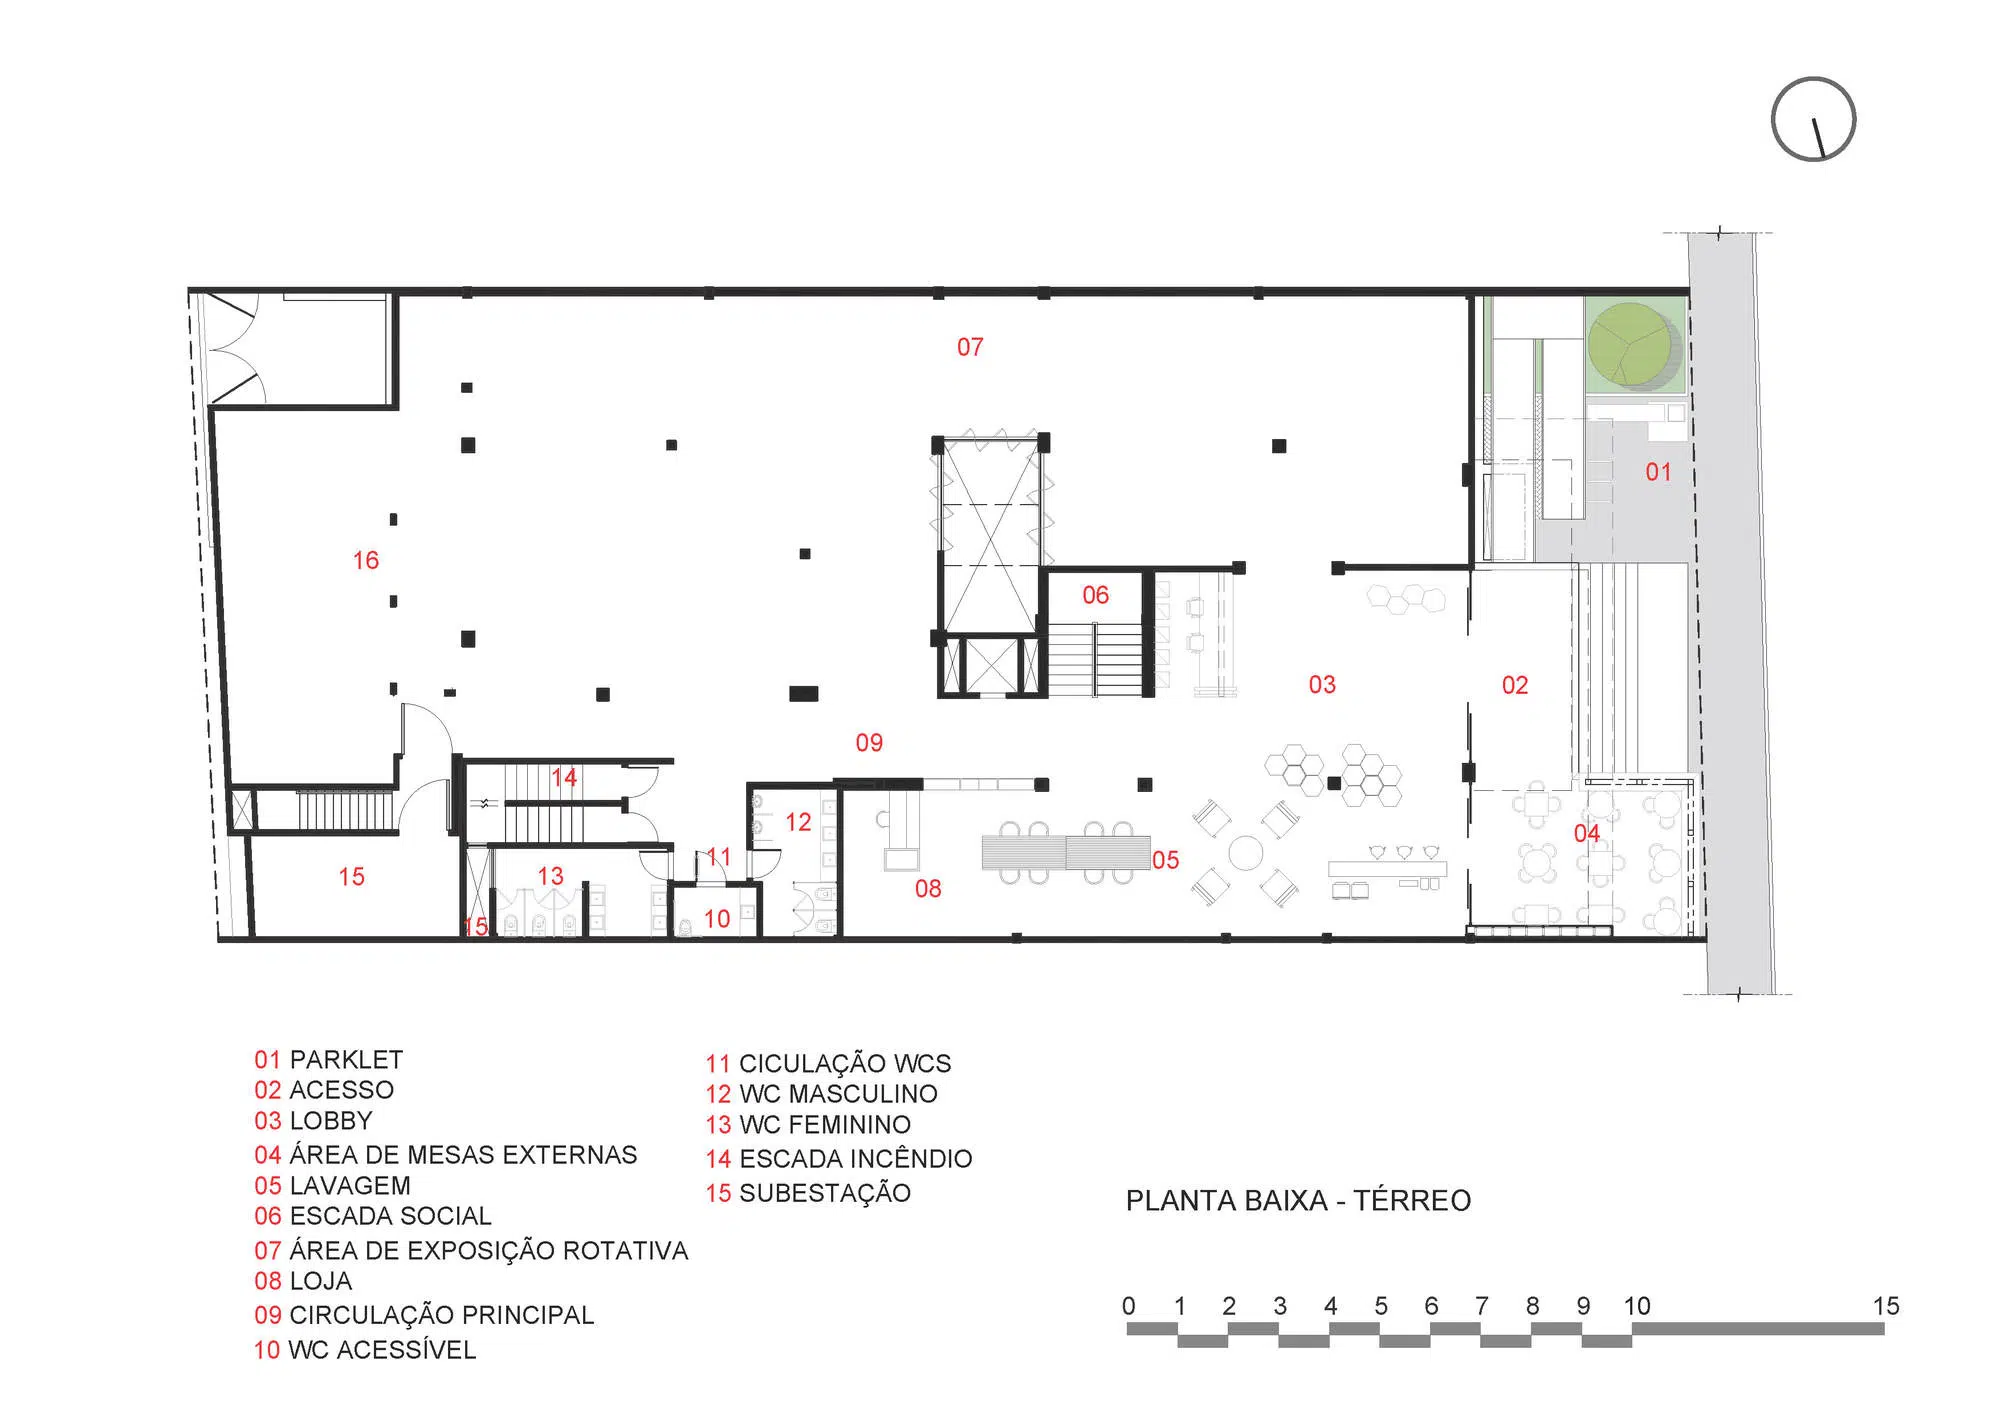 07
01
16
06
03
02
09
14
12
04
11
05
15
13
08
10
15
01 PARKLET
02 ACESSO
03 LOBBY
04 ÁREA DE MESAS EXTERNAS
05 LAVAGEM
06 ESCADA SOCIAL
07 ÁREA DE EXPOSIÇÃO ROTATIVA
08 LOJA
09 CIRCULAÇÃO PRINCIPAL
10 WC ACESSÍVEL
11 CICULAÇÃO WCS
12 WC MASCULINO
13 WC FEMININO
14 ESCADA INCÊNDIO
15 SUBESTAÇÃO
PLANTA BAIXA - TÉRREO
0 1 2 3 4 5 6 7 8 9 10 15